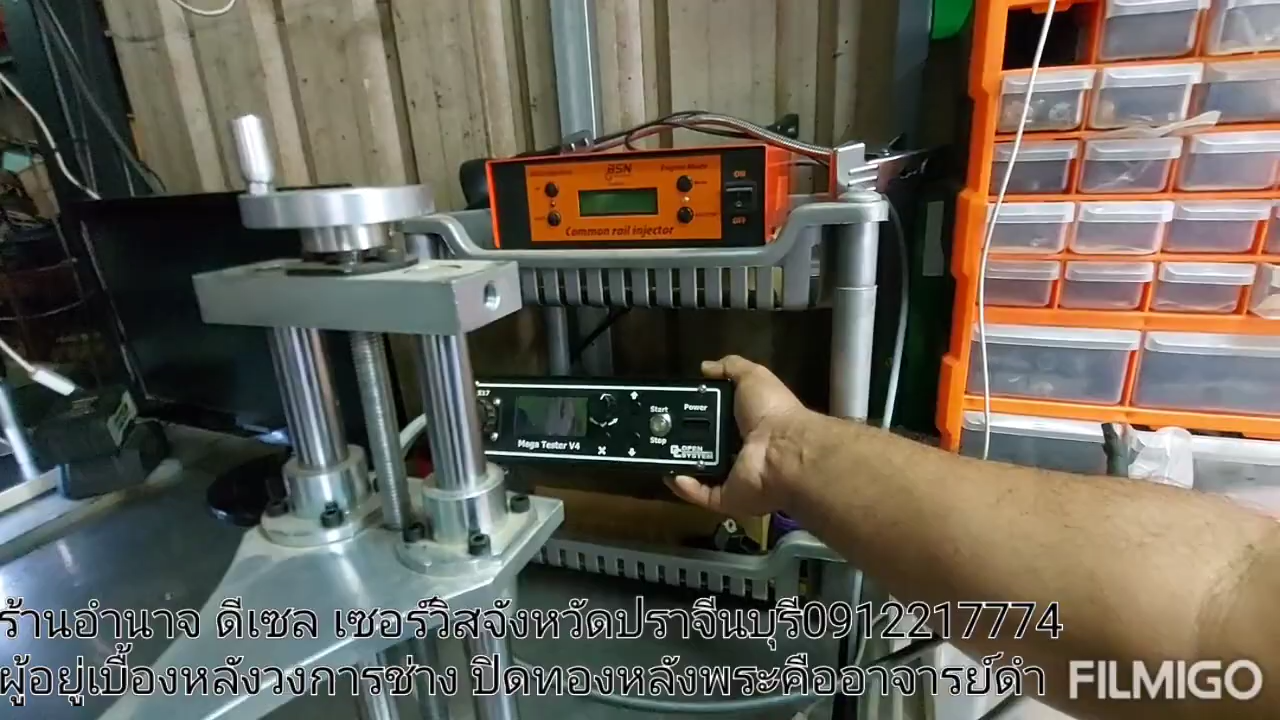 BSN
ON
OFF
Common rail injector
Start
Power
Mega Tester V4
Stop
OPEN
SYSTEM
ร้านอำนาจ ดีเซล เซอร์วิสจังหวัดปราจีนบุรี0912217774
ผู้อยู่เบื้องหลังวงการช่าง ปิดทองหลังพระคืออาจารย์ดำ
FILMIGO